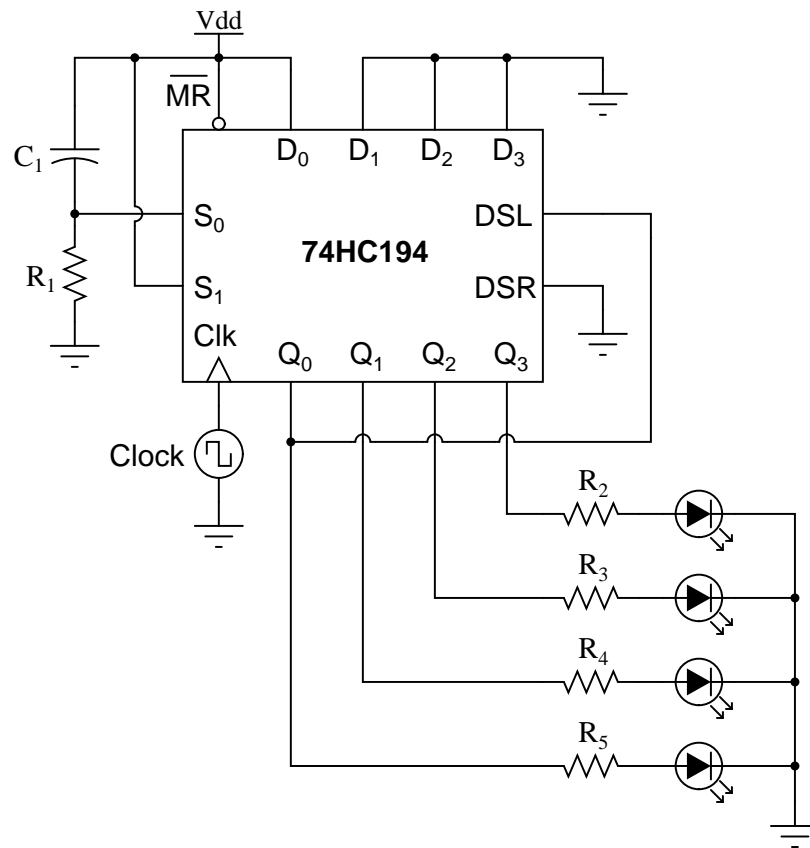 Vdd
MR
D0 D1 D2 D3
C1
S0 DSL
74HC194
R1 S1 DSR
Clk
Q0 Q1 Q2 Q3
Clock
R2
R3
R4
R5